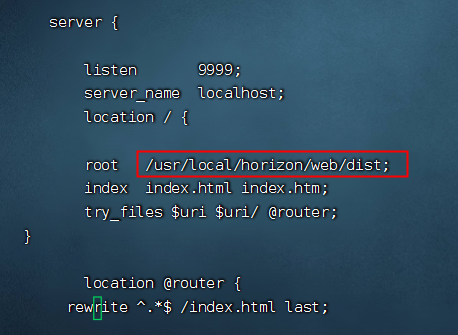 server {
listen 9999;
server_name localhost;
location / {
root /usr/local/horizon/web/dist;
index index.html index.htm;
try_files $uri $uri/ @router;
}
location @router {
rewrite ^.*$ /index.html last;